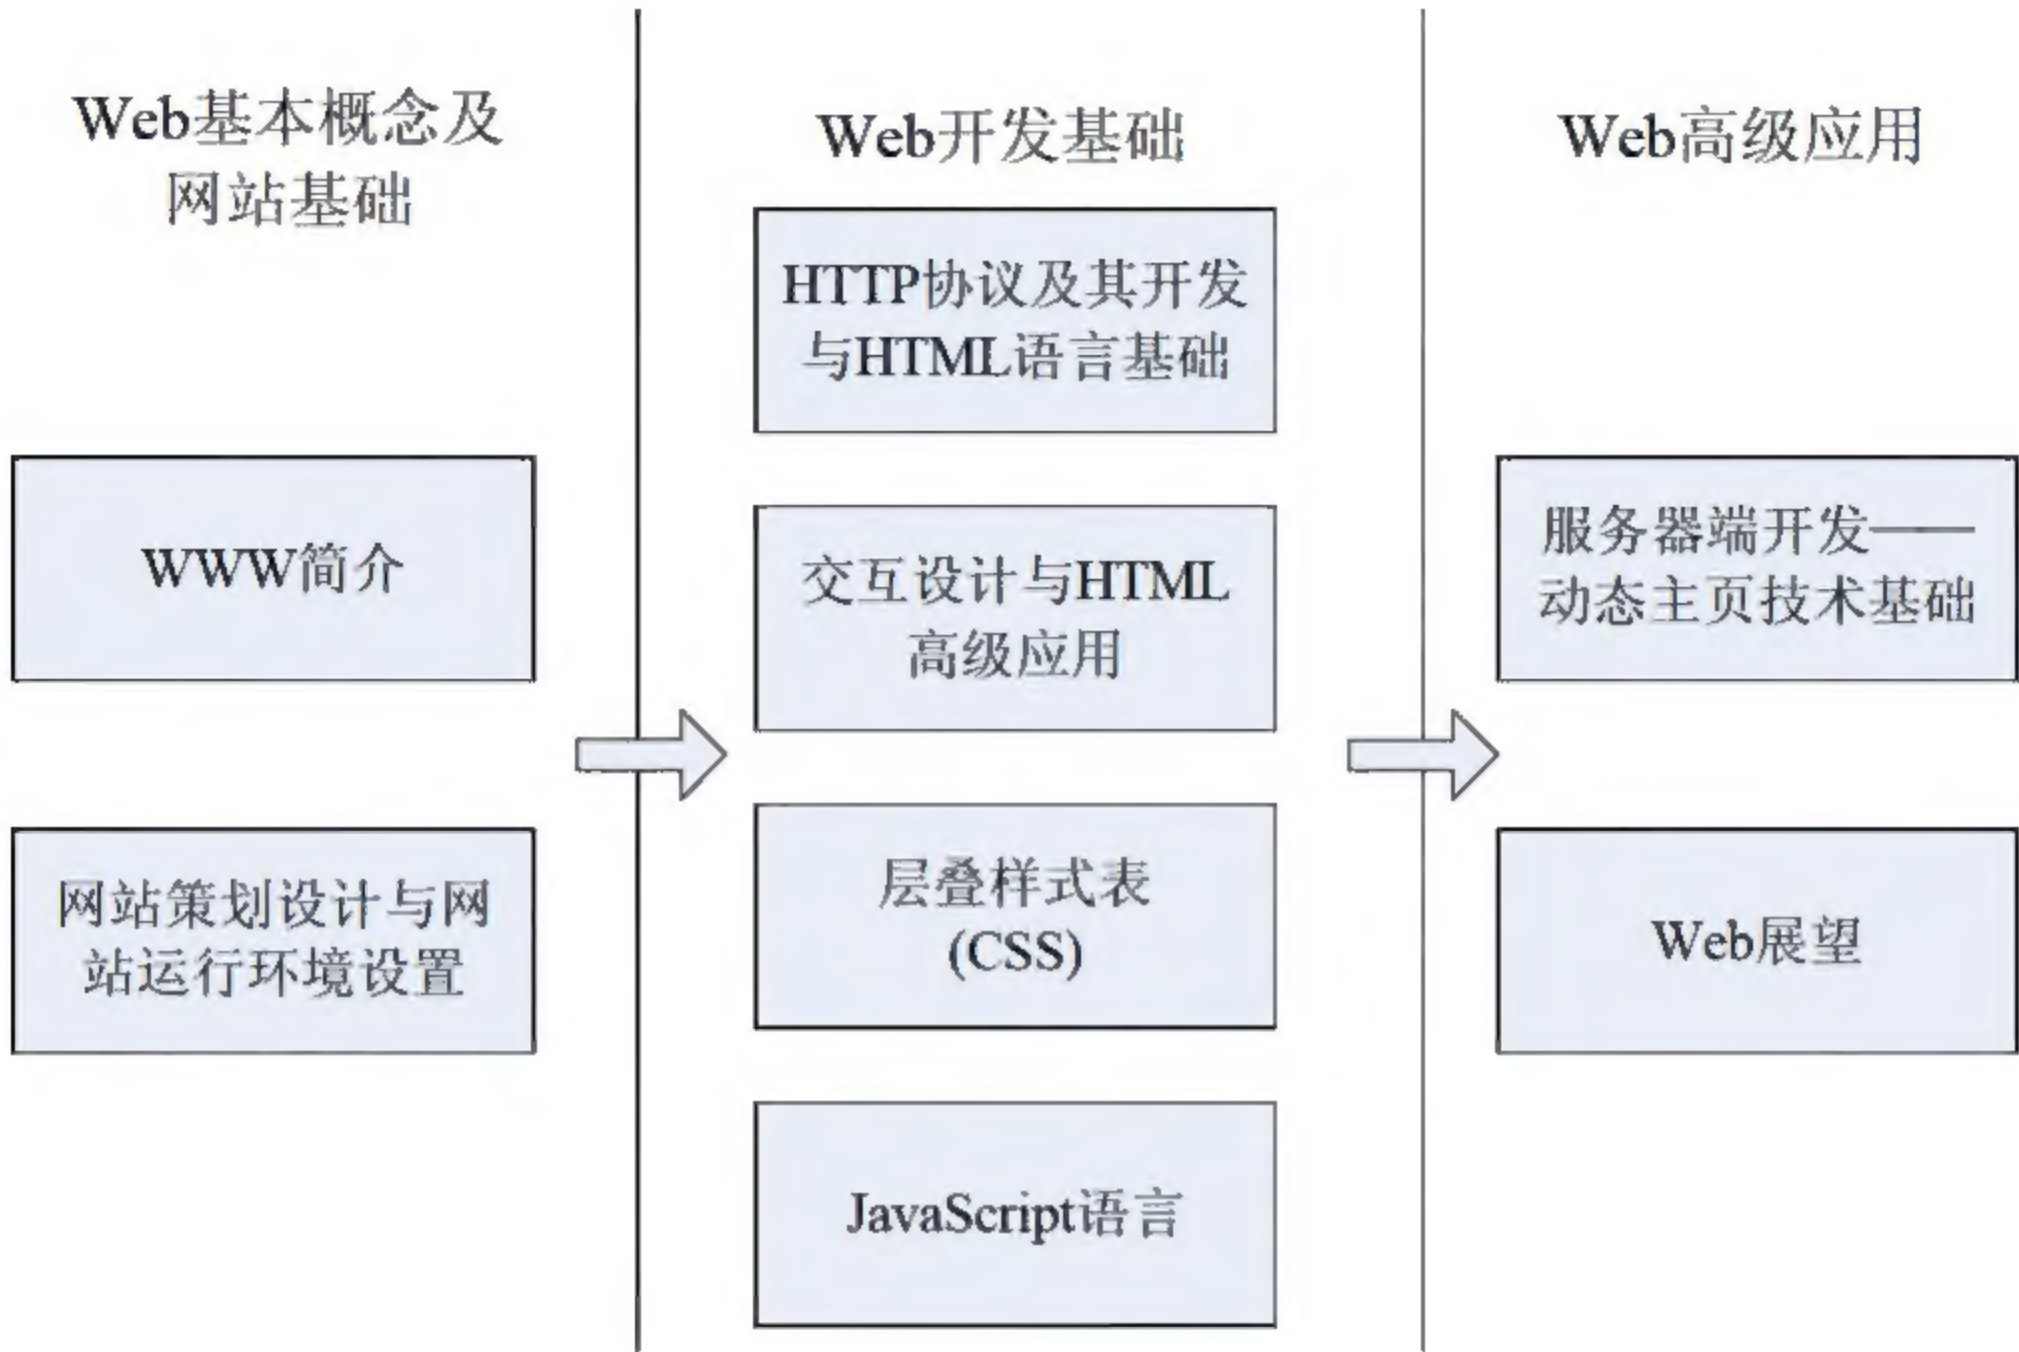 Web基本概念及
网站基础
WWW简介
网站策划设计与网
站运行环境设置
Web开发基础
HTTP协议及其开发
与HTML语言基础
交互设计与HTML
高级应用
层叠样式表
(CSS)
JavaScript语言
Web高级应用
服务器端开发——
动态主页技术基础
Web展望